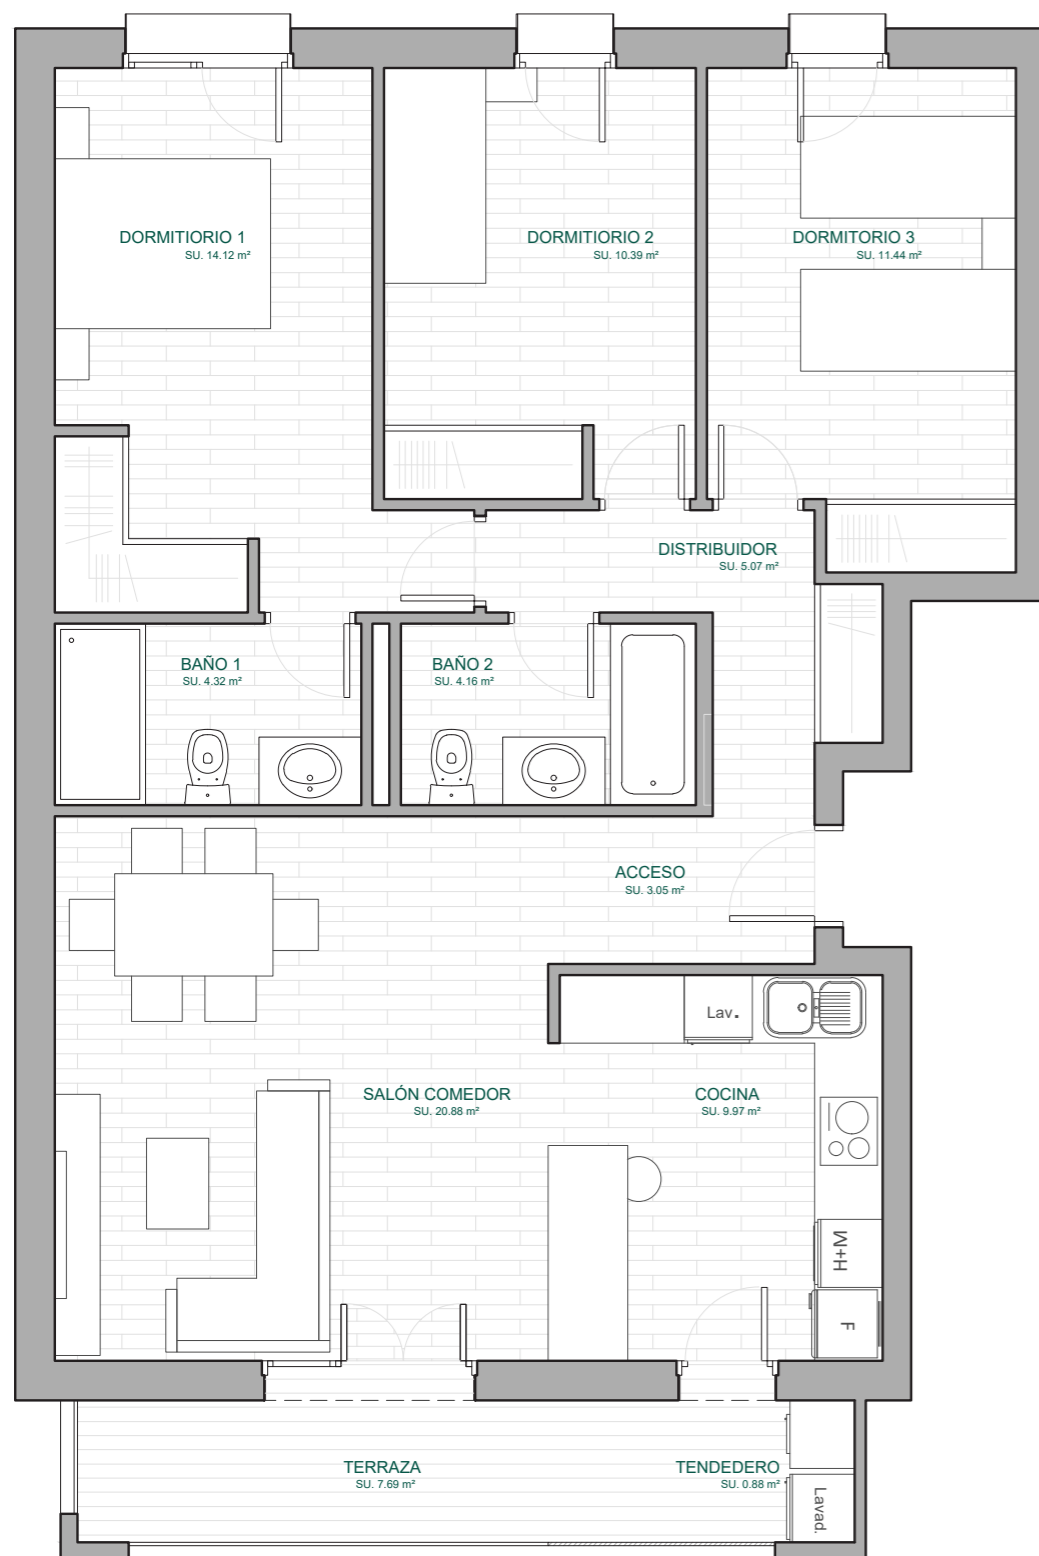 DORMITIORIO 1
SU. 14.12 m²
DORMITIORIO 2
SU. 10.39 m²
DORMITORIO 3
SU. 11.44 m²
DISTRIBUIDOR
SU. 5.07 m²
BAÑO 1
SU. 4.32 m²
BAÑO 2
SU. 4.16 m²
ACCESO
SU. 3.05 m²
Lav.
SALÓN COMEDOR
SU. 20.88 m²
COCINA
SU. 9.97 m²
M+H
F
TERRAZA
SU. 7.69 m²
TENDEDERO
SU. 0.88 m²
Lavad.